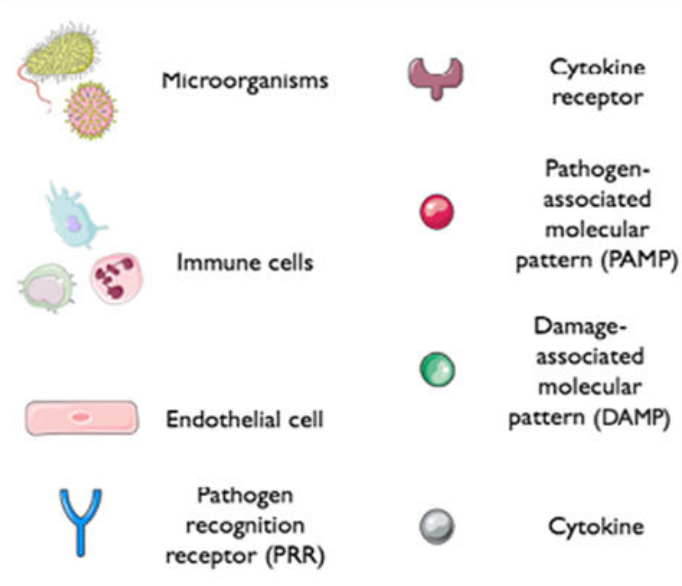 Microorganisms
Immune cells
Endothelial cell
Pathogen
recognition
receptor (PRR)
Cytokine
receptor
Pathogen-
associated
molecular
pattern (PAMP)
Damage-
associated
molecular
pattern (DAMP)
Cytokine